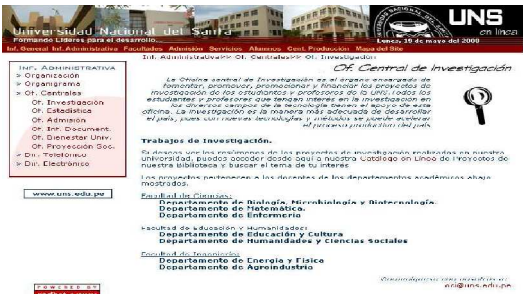 Universidad Nacional del Santa
Formando Líderes para el desarrollo...
UNS
en línea
Lunes, 19 de mayo del 2008
Inf. General Inf. Administrativa Facultades Admisión Servicios Alumnos Cent. Producción Mapa del Site
Inf. Administrativa>> Of. Centrales>> Of. Investigación
INF. ADMINISTRATIVA
> Organización
> Organigrama
> Of. Centrales
Of. Investigación
Of. Estadística
Of. Admisión
Of. Int. Document.
Of. Bienestar Univ.
Of. Proyección Soc.
> Dir. Telefónico
> Dir. Electrónico
www.uns.edu.pe
POWERED BY
Of. Central de Investigación
La Oficina central de Investigación es el órgano encargado de
fomentar, promover, promocionar y financiar los proyectos de
investigación de los estudiantes y profesores de la UNS. Todos los
estudiantes y profesores que tengan interés en la investigación en
los diversos campos de la tecnología tienen el apoyo de esta
oficina. La investigación es la manera más adecuada de desarrollar
el país, pues con nuevas tecnologías y métodos se puede acelerar
el proceso productivo del país
Trabajos de Investigación.
Si deseas ver los resúmenes de los proyectos de investigación realizados en nuestra
universidad, puedes acceder desde aquí a nuestra Catálogo en Línea de Proyectos de
nuestra Biblioteca y buscar el tema de tu interés
Los proyectos pertenecen a los docentes de los departamentos académicos abajo
mostrados.
Facultad de Ciencias:
Departamento de Biología, Microbiología y Biotecnología.
Departamento de Matemática.
Departamento de Enfermería
Facultad de Educación y Humanidades:
Departamento de Educación y Cultura
Departamento de Humanidades y Ciencias Sociales
Facultad de Ingeniería:
Departamento de Energía y Física
Departamento de Agroindustria
oci@uns.edu.pe